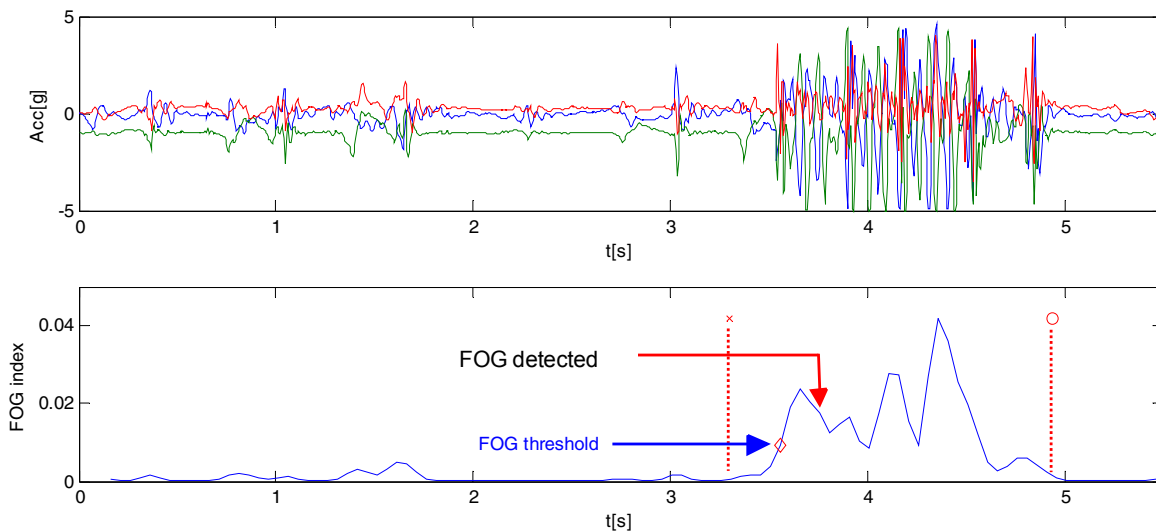 5
0
-5
Acc[g]
0 1 2 3 4 5
t[s]
0.04
0.02
0
FOG index
FOG detected
FOG threshold
0 1 2 3 4 5
t[s]